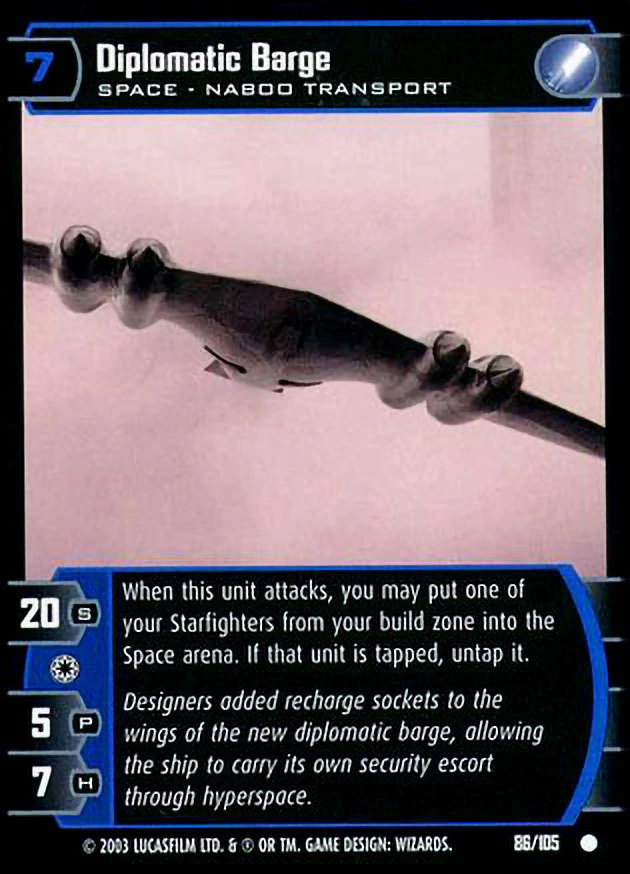 7
Diplomatic Barge
SPACE - NABOO TRANSPORT
20 S
When this unit attacks, you may put one of
your Starfighters from your build zone into the
Space arena. If that unit is tapped, untap it.
5 P
7 H
Designers added recharge sockets to the
wings of the new diplomatic barge, allowing
the ship to carry its own security escort
through hyperspace.
© 2003 LUCASFILM LTD. & ® OR TM. GAME DESIGN: WIZARDS.
86/105